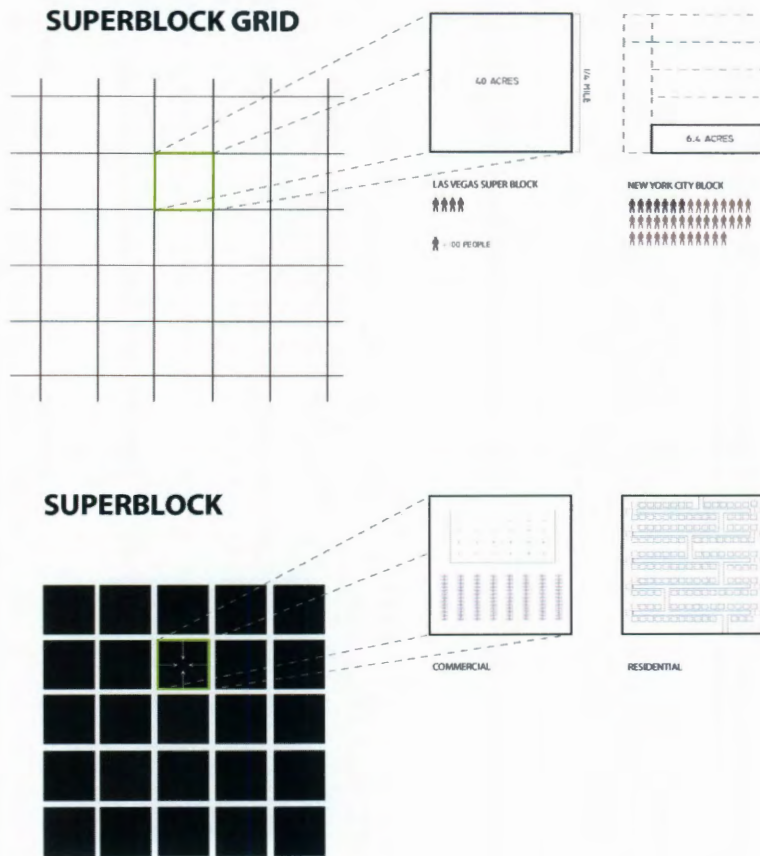 SUPERBLOCK GRID
40 ACRES
1/4 MILE
6.4 ACRES
LAS VEGAS SUPER BLOCK
NEW YORK CITY BLOCK
PEOPLE
SUPERBLOCK
COMMERCIAL
RESIDENTIAL